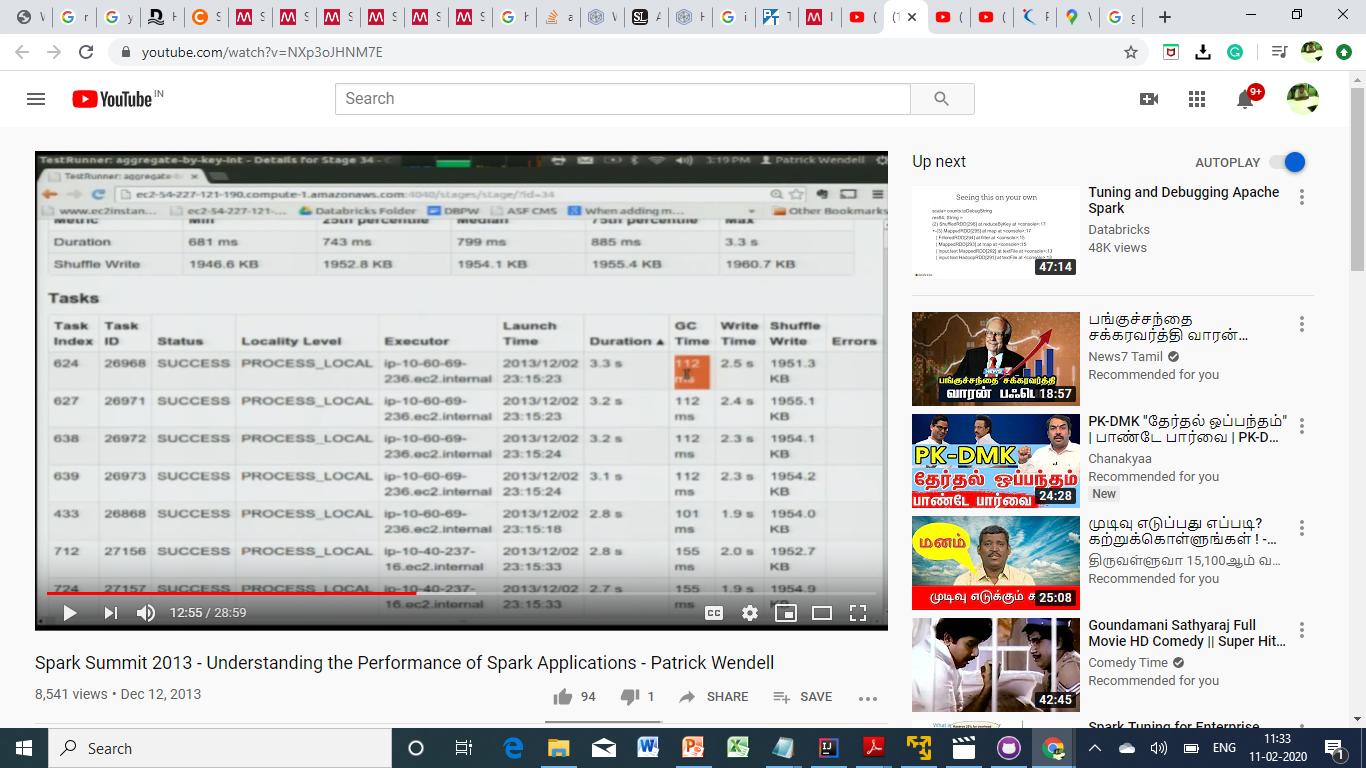 youtube.com/watch?v=NXp3oJHNM7E
YouTube IN
Search
9+
TestRunner: aggregate-by-key-int - Details for Stage 34 -
3:19 PM Patrick Wendell
TestRunner: aggregate-b
ec2-54-227-121-190.compute-1.amazonaws.com:4040/stages/stage/?id=34
www.ec2instan... ec2-54-227-121-... Databricks Folder DBPW ASF CMS When adding m... Other Bookmarks
Metric Min 25th percentile Median 75th percentile Max
Duration 681 ms 743 ms 799 ms 885 ms 3.3 s
Shuffle Write 1946.6 KB 1952.8 KB 1954.1 KB 1955.4 KB 1960.7 KB
Tasks
Task Index Task ID Status Locality Level Executor Launch Time Duration ▲ GC Time Write Time Shuffle Write Errors
624 26968 SUCCESS PROCESS_LOCAL ip-10-60-69-236.ec2.internal 2013/12/02 23:15:23 3.3 s 112 ms 2.5 s 1951.3 KB
627 26971 SUCCESS PROCESS_LOCAL ip-10-60-69-236.ec2.internal 2013/12/02 23:15:23 3.2 s 112 ms 2.4 s 1955.1 KB
638 26972 SUCCESS PROCESS_LOCAL ip-10-60-69-236.ec2.internal 2013/12/02 23:15:24 3.2 s 112 ms 2.3 s 1954.1 KB
639 26973 SUCCESS PROCESS_LOCAL ip-10-60-69-236.ec2.internal 2013/12/02 23:15:24 3.1 s 112 ms 2.3 s 1954.1 KB
433 26868 SUCCESS PROCESS_LOCAL ip-10-60-69-236.ec2.internal 2013/12/02 23:15:18 2.8 s 101 ms 1.9 s 1954.0 KB
712 27156 SUCCESS PROCESS_LOCAL ip-10-40-237-16.ec2.internal 2013/12/02 23:15:33 2.8 s 155 ms 2.0 s 1952.7 KB
724 27157 SUCCESS PROCESS_LOCAL ip-10-40-237-16.ec2.internal 2013/12/02 23:15:33 2.7 s 155 ms 1.9 s 1954.9 KB
12:55 / 28:59
CC
Spark Summit 2013 - Understanding the Performance of Spark Applications - Patrick Wendell
8,541 views • Dec 12, 2013
94 1 SHARE SAVE
Up next
AUTOPLAY
Seeing this on your own
47:14
Tuning and Debugging Apache
Spark
Databricks
48K views
பங்குச்சந்தை சக்கரவர்த்தி
வாரன் பஃபெ
18:57
பங்குச்சந்தை
சக்கரவர்த்தி வாரன்...
News7 Tamil
Recommended for you
PK-DMK
தேர்தல் ஒப்பந்தம்
பாண்டே பார்வை
24:28
PK-DMK "தேர்தல் ஒப்பந்தம்"
| பாண்டே பார்வை | PK-D...
Chanakyaa
Recommended for you
New
மனம்
முடிவு எடுக்கும் க
25:08
முடிவு எடுப்பது எப்படி?
கற்றுக்கொள்ளுங்கள் ! -...
திருவள்ளுவா 15,100ஆம் வ...
Recommended for you
42:45
Goundamani Sathyaraj Full
Movie HD Comedy || Super Hit...
Comedy Time
Recommended for you
Spark Tuning for Enterprise
Search
ENG
11:33
11-02-2020
1